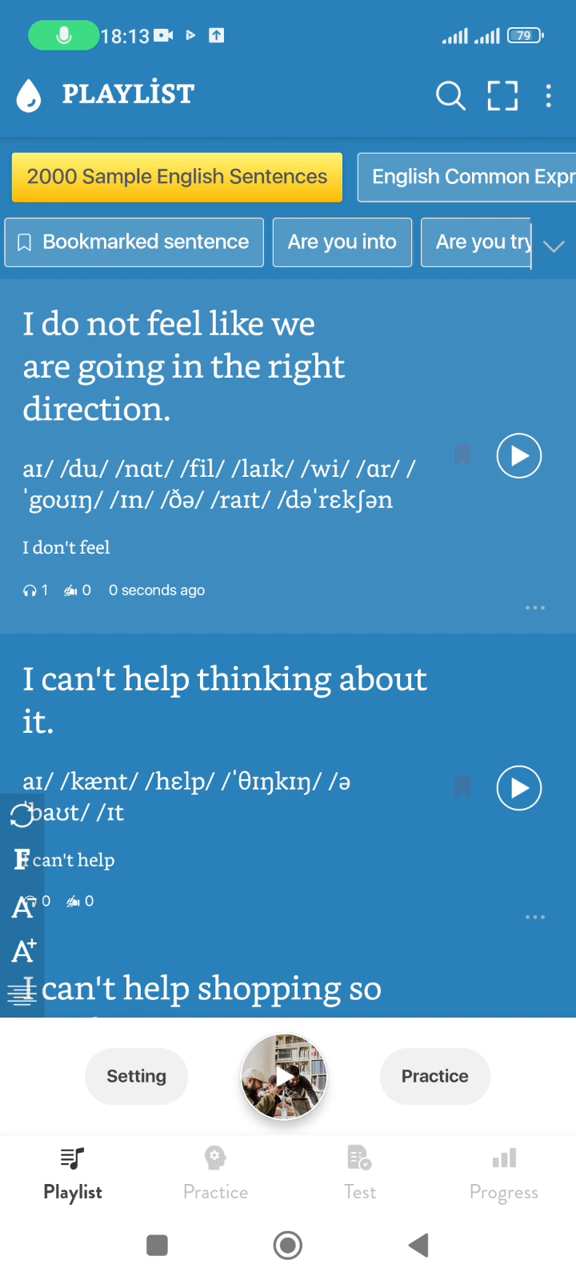 18:13
79
PLAYLİST
2000 Sample English Sentences
English Common Expr
Bookmarked sentence
Are you into
Are you try
I do not feel like we
are going in the right
direction.
aɪ/ /du/ /nɑt/ /fil/ /laɪk/ /wi/ /ɑr/ /
ˈɡoʊɪŋ/ /ɪn/ /ðə/ /raɪt/ /dəˈrɛkʃən
I don't feel
1 0 0 seconds ago
I can't help thinking about
it.
aɪ/ /kænt/ /hɛlp/ /ˈθɪŋkɪŋ/ /ə
ˈbaʊt/ /ɪt
F
I can't help
A
0 0
A+
I can't help shopping so
Setting
Practice
Playlist
Practice
Test
Progress